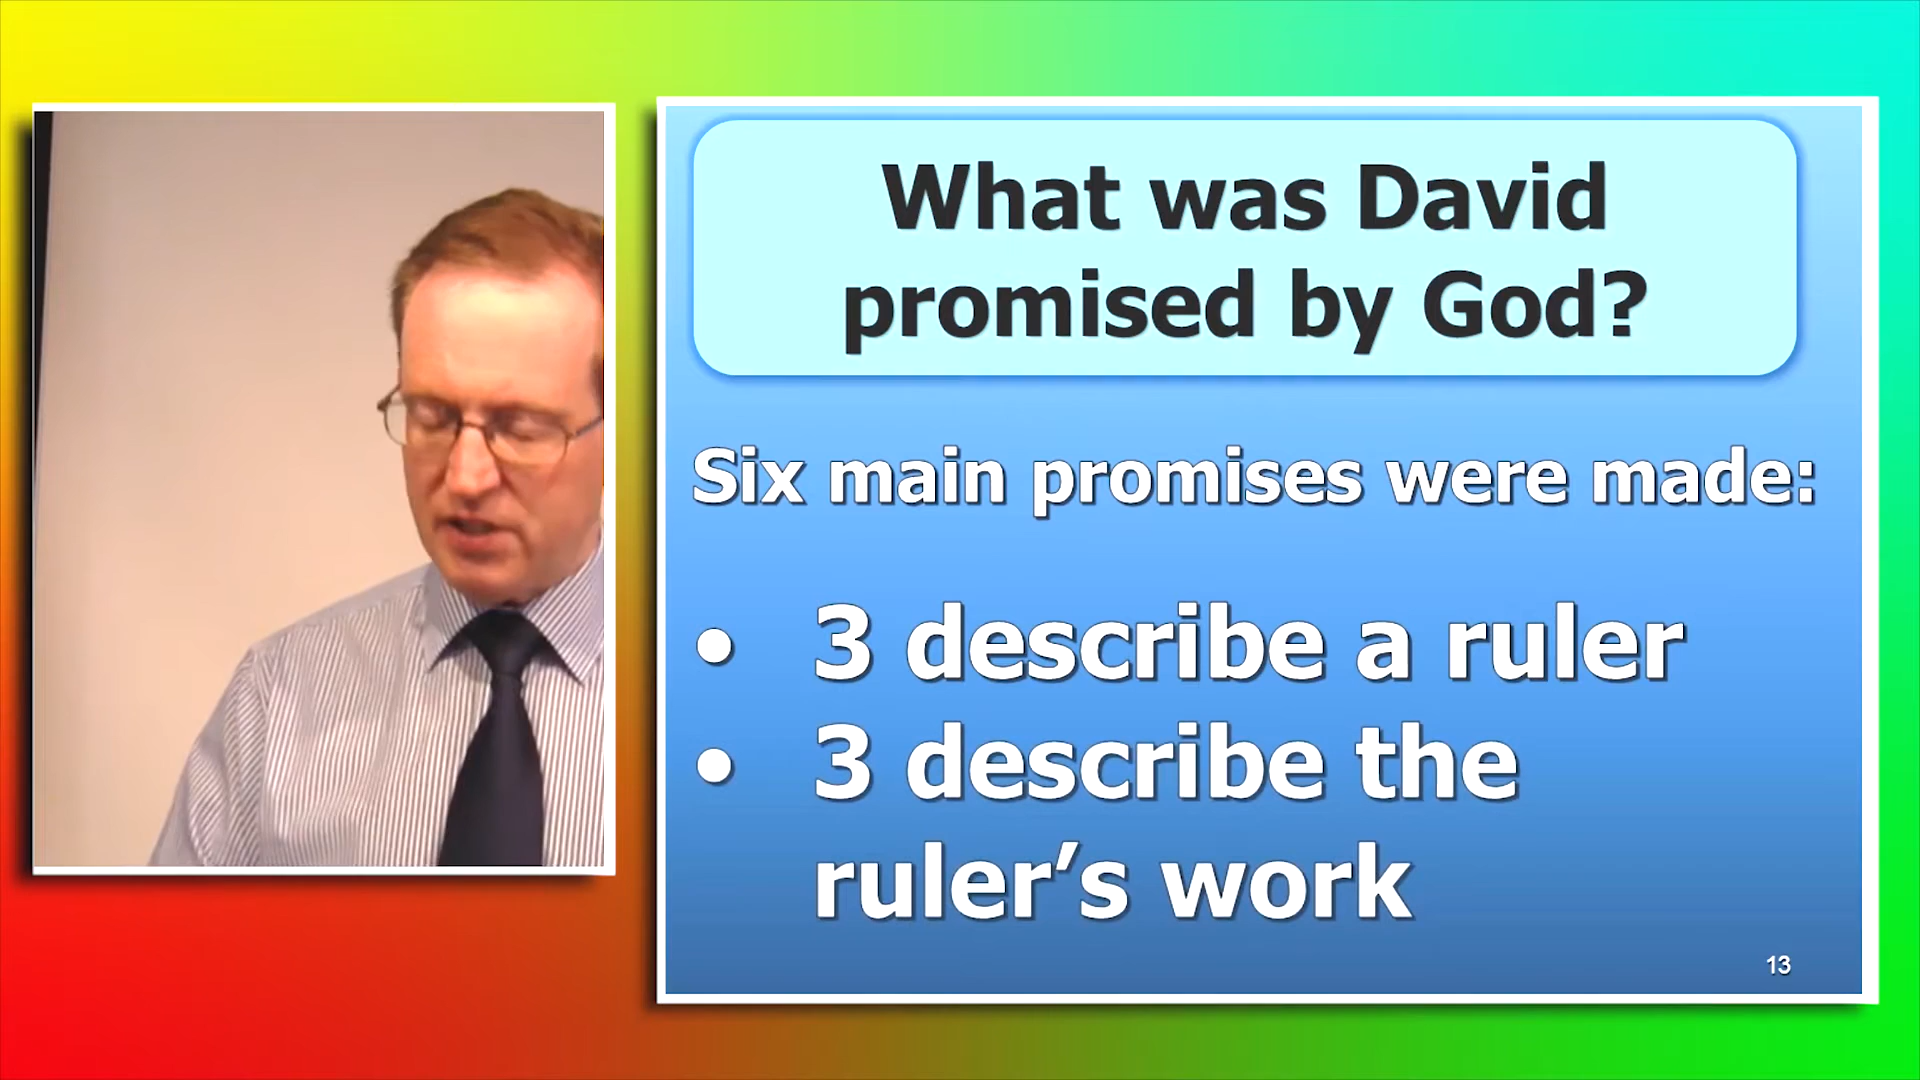 What was David
promised by God?
Six main promises were made:
• 3 describe a ruler
• 3 describe the
ruler’s work
13